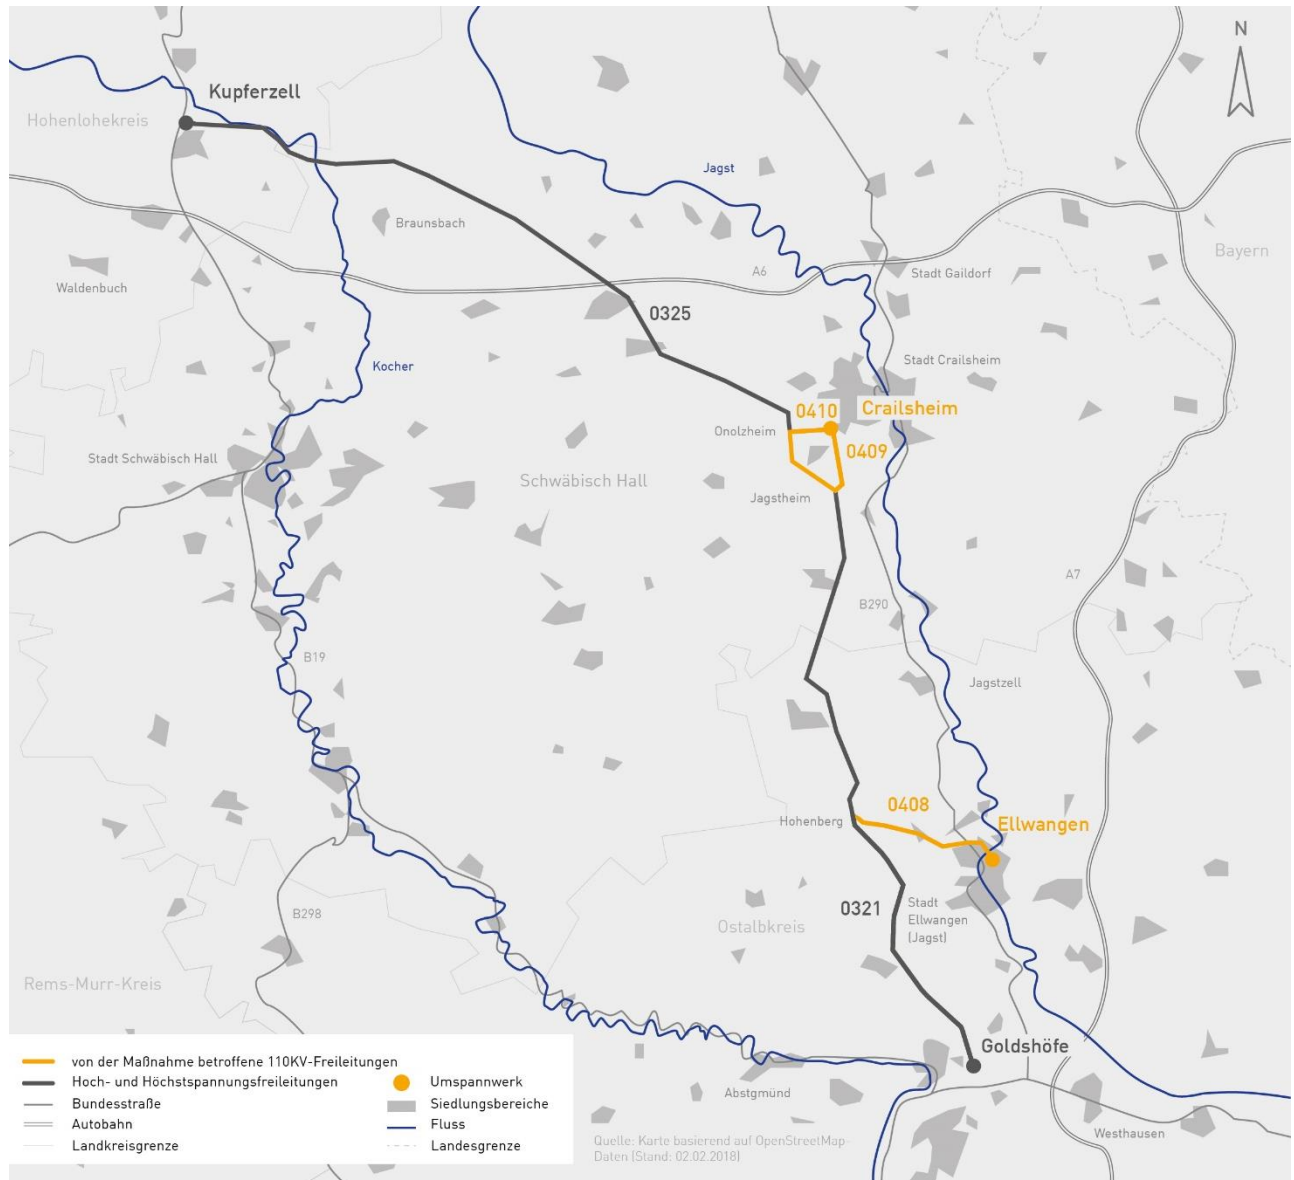 N
Kupferzell
Hohenlohekreis
Jagst
Braunsbach
Bayern
A6
Stadt Gaildorf
Waldenbuch
0325
Kocher
Stadt Crailsheim
0410
Crailsheim
Onolzheim
0409
Stadt Schwäbisch Hall
Schwäbisch Hall
Jagstheim
A7
B290
B19
Jagstzell
0408
Hohenberg
Ellwangen
0321
Stadt
Ellwangen
(Jagst)
B298
Ostalbkreis
Rems-Murr-Kreis
Goldshöfe
Abstgmünd
Westhausen
von der Maßnahme betroffene 110KV-Freileitungen
Hoch- und Höchstspannungsfreileitungen
Bundesstraße
Autobahn
Landkreisgrenze
Umspannwerk
Siedlungsbereiche
Fluss
Landesgrenze
Quelle: Karte basierend auf OpenStreetMap-
Daten (Stand: 02.02.2018)